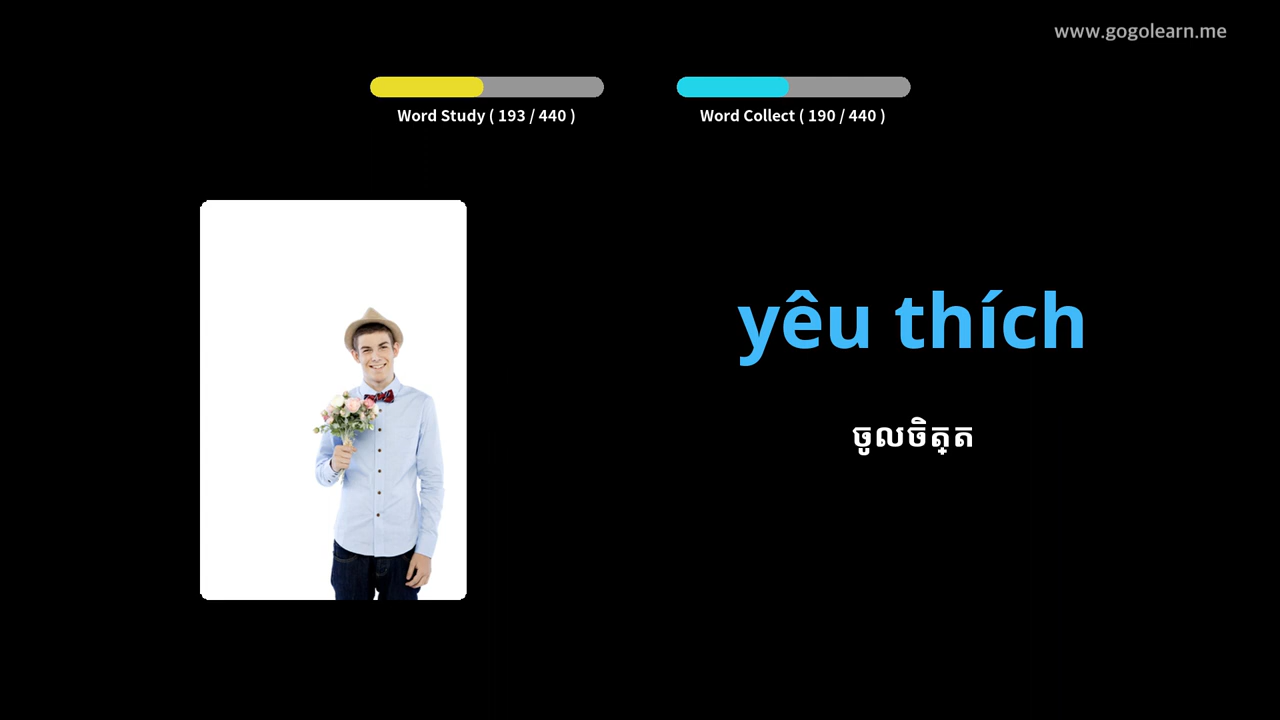 www.gogolearn.me
Word Study ( 193 / 440 )
Word Collect ( 190 / 440 )
yêu thích
ចូលចិត្ត